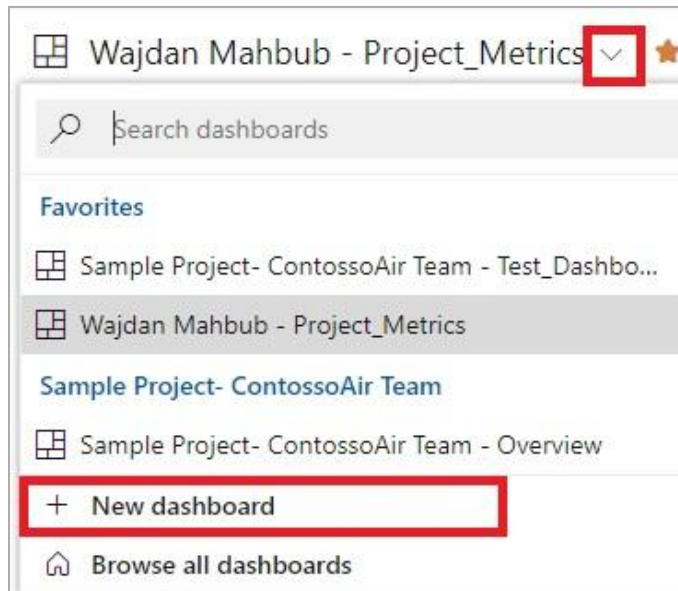 Wajdan Mahbub - Project_Metrics
Search dashboards
Favorites
Sample Project- ContossoAir Team - Test_Dashbo...
Wajdan Mahbub - Project_Metrics
Sample Project- ContossoAir Team
Sample Project- ContossoAir Team - Overview
+ New dashboard
Browse all dashboards